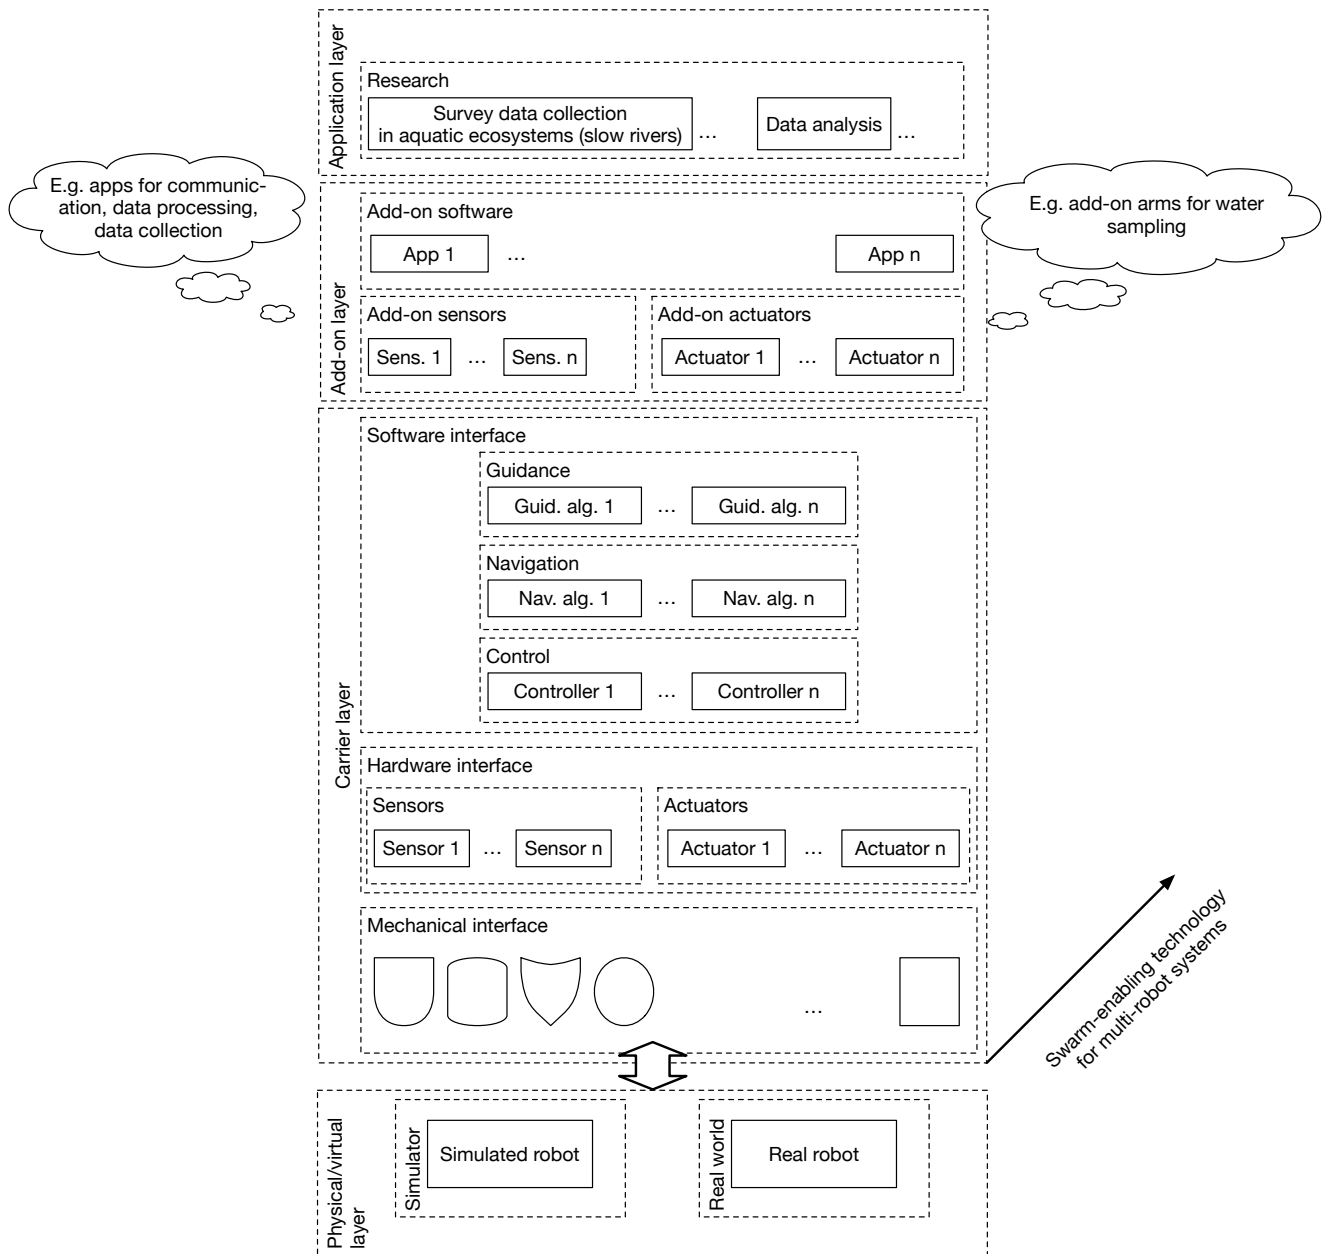 Application layer
Research
Survey data collection
in aquatic ecosystems (slow rivers)
...
Data analysis
...
E.g. apps for communic-
ation, data processing,
data collection
E.g. add-on arms for water
sampling
Add-on layer
Add-on software
App 1
...
App n
Add-on sensors
Sens. 1
...
Sens. n
Add-on actuators
Actuator 1
...
Actuator n
Carrier layer
Software interface
Guidance
Guid. alg. 1
...
Guid. alg. n
Navigation
Nav. alg. 1
...
Nav. alg. n
Control
Controller 1
...
Controller n
Hardware interface
Sensors
Sensor 1
...
Sensor n
Actuators
Actuator 1
...
Actuator n
Mechanical interface
...
Swarm-enabling technology
for multi-robot systems
Physical/virtual
layer
Simulator
Simulated robot
Real world
Real robot